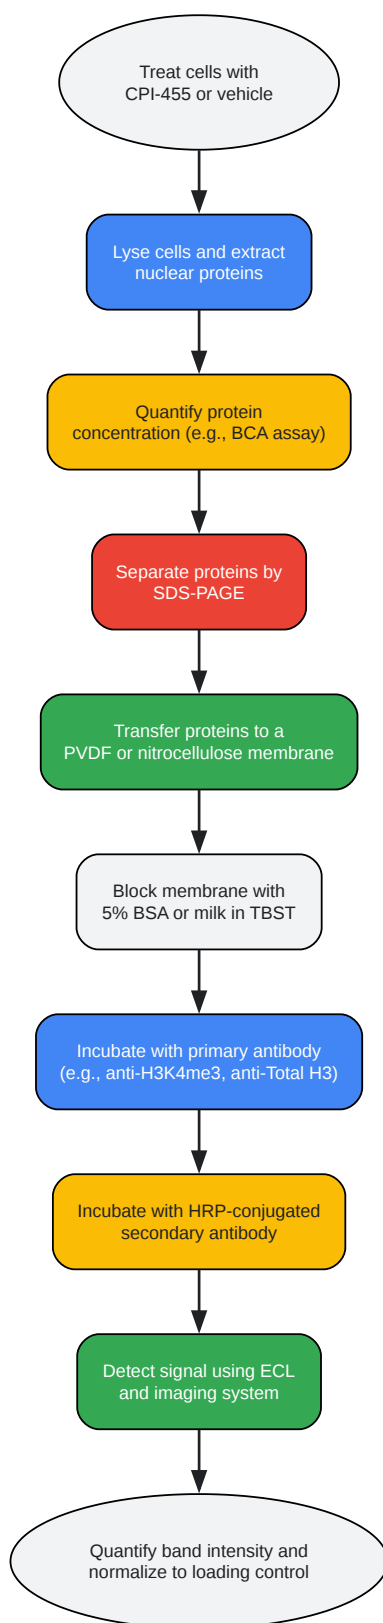 Treat cells with
CPI-455 or vehicle
Lyse cells and extract
nuclear proteins
Quantify protein
concentration (e.g., BCA assay)
Separate proteins by
SDS-PAGE
Transfer proteins to a
PVDF or nitrocellulose membrane
Block membrane with
5% BSA or milk in TBST
Incubate with primary antibody
(e.g., anti-H3K4me3, anti-Total H3)
Incubate with HRP-conjugated
secondary antibody
Detect signal using ECL
and imaging system
Quantify band intensity and
normalize to loading control